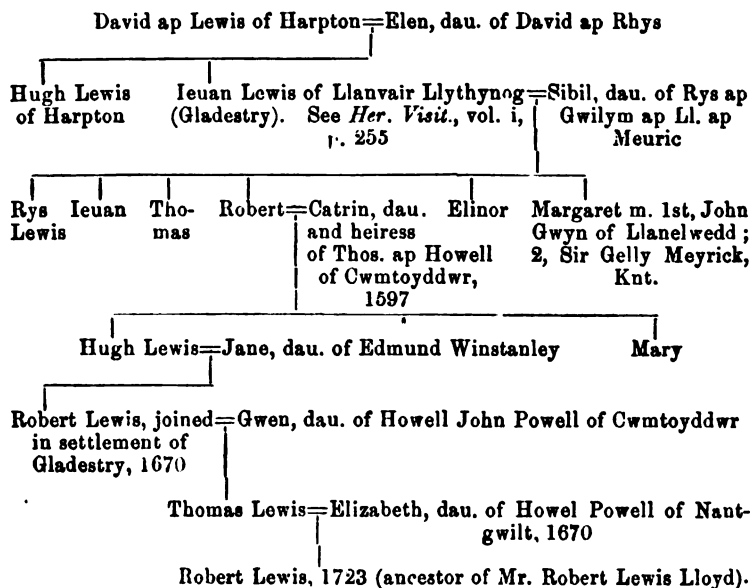 David ap Lewis of Harpton=Elen, dau. of David ap Rhys
Hugh Lewis
of Harpton
Ieuan Lewis of Llanvair Llythynog=Sibil, dau. of Rys ap
(Gladestry). See Her. Visit., vol. i,
p. 255
Gwilym ap Ll. ap
Meuric
Rys
Lewis
Ieuan
Tho-
mas
Robert=Catrin, dau.
and heiress
of Thos. ap Howell
of Cwmtoyddwr,
1597
Elinor
Margaret m. 1st, John
Gwyn of Llanelwedd;
2, Sir Gelly Meyrick,
Knt.
Hugh Lewis=Jane, dau. of Edmund Winstanley
Mary
Robert Lewis, joined=Gwen, dau. of Howell John Powell of Cwmtoyddwr
in settlement of
Gladestry, 1670
Thomas Lewis=Elizabeth, dau. of Howel Powell of Nant-
gwilt, 1670
Robert Lewis, 1723 (ancestor of Mr. Robert Lewis Lloyd).